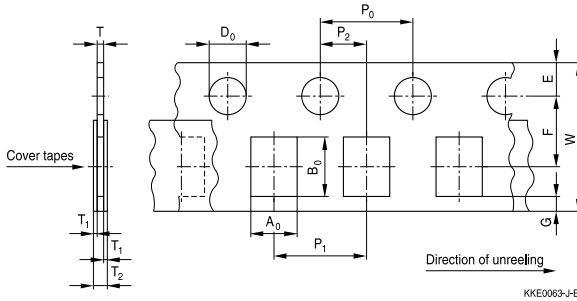 P0
T
D0
P2
E
F
W
Cover tapes
B0
G
T1
A0
T1
P1
T2
Direction of unreeling
KKE0063-J-E